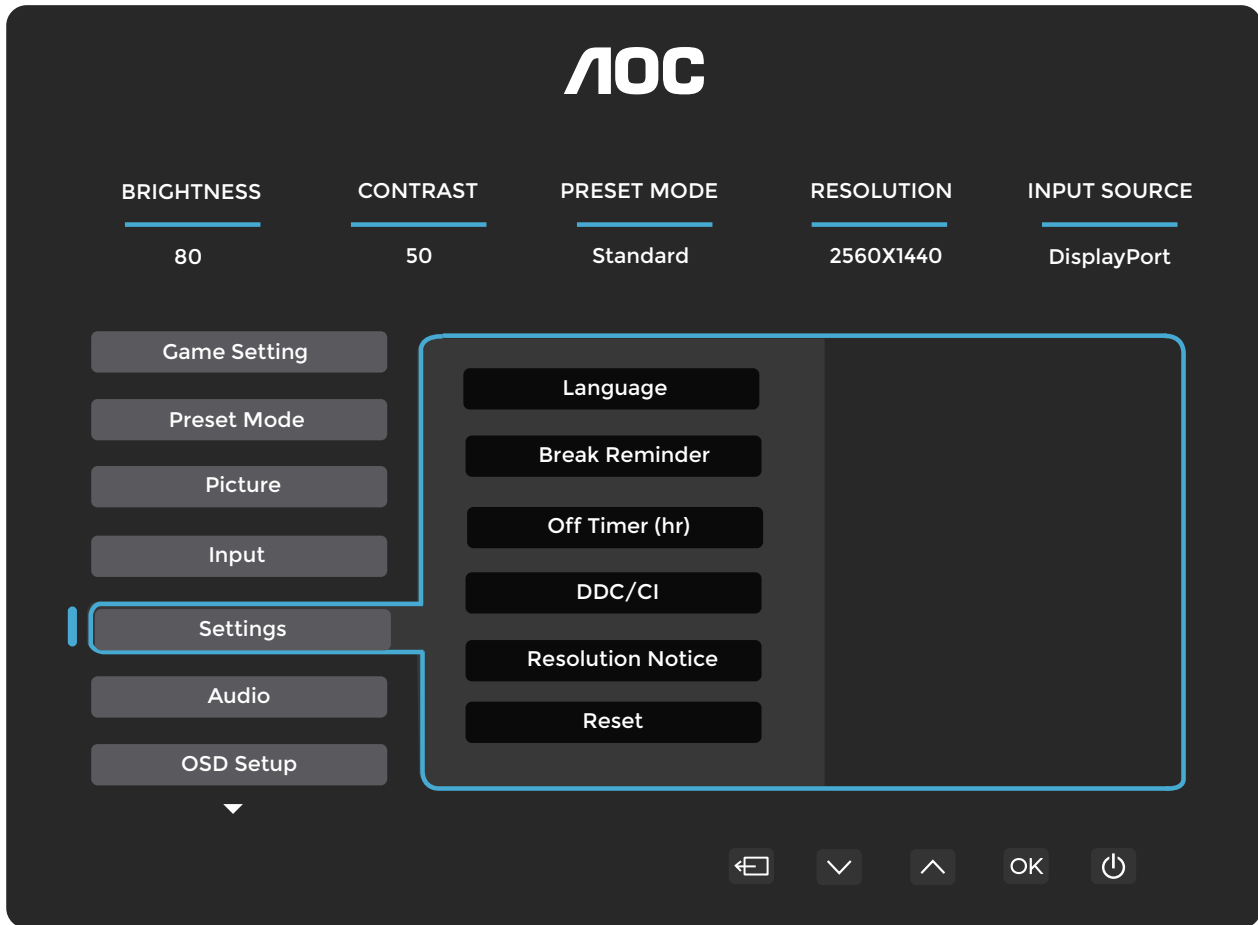 AOC
BRIGHTNESS
CONTRAST
PRESET MODE
RESOLUTION
INPUT SOURCE
80
50
Standard
2560X1440
DisplayPort
Game Setting
Preset Mode
Picture
Input
Settings
Audio
OSD Setup
Language
Break Reminder
Off Timer (hr)
DDC/CI
Resolution Notice
Reset
OK